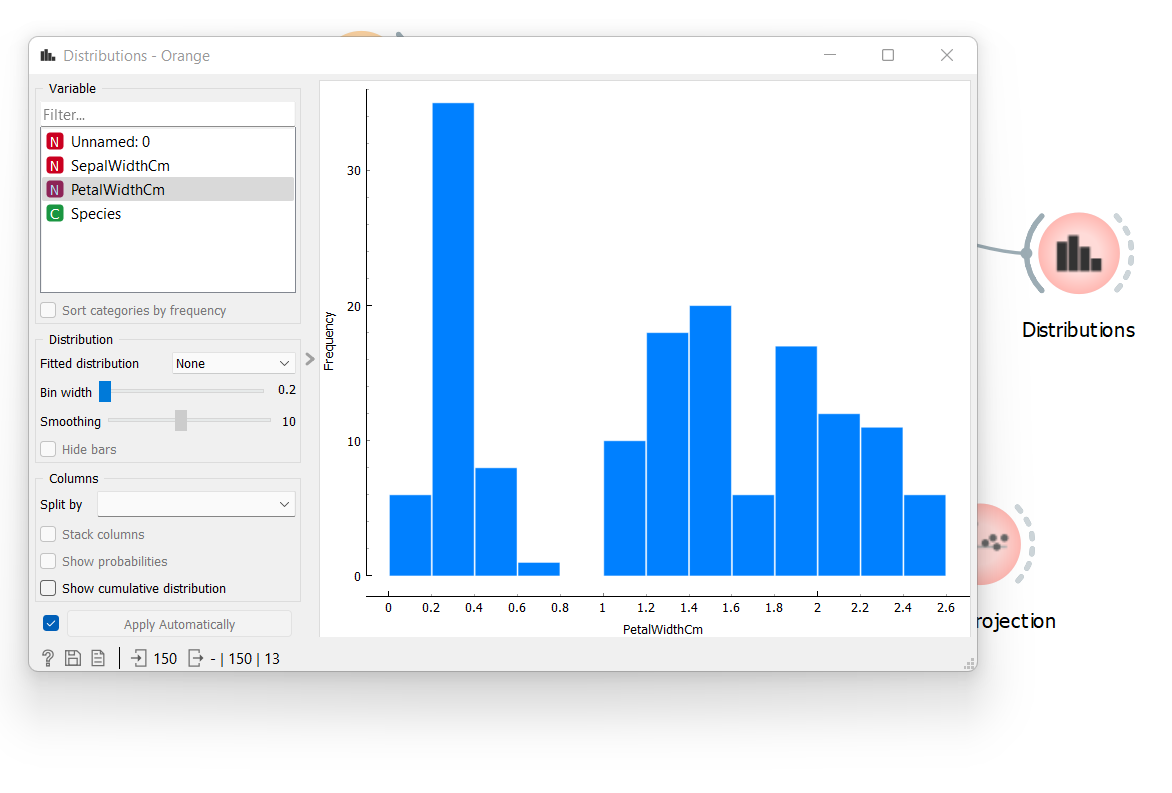 Distributions - Orange
Variable
Filter...
N Unnamed: 0
N SepalWidthCm
N PetalWidthCm
C Species
Sort categories by frequency
Distribution
Fitted distribution None
Bin width 0.2
Smoothing 10
Hide bars
Columns
Split by
Stack columns
Show probabilities
Show cumulative distribution
Apply Automatically
? 150 - | 150 | 13
Frequency
30
20
10
0
0 0.2 0.4 0.6 0.8 1 1.2 1.4 1.6 1.8 2 2.2 2.4 2.6
PetalWidthCm
Distributions
rojection